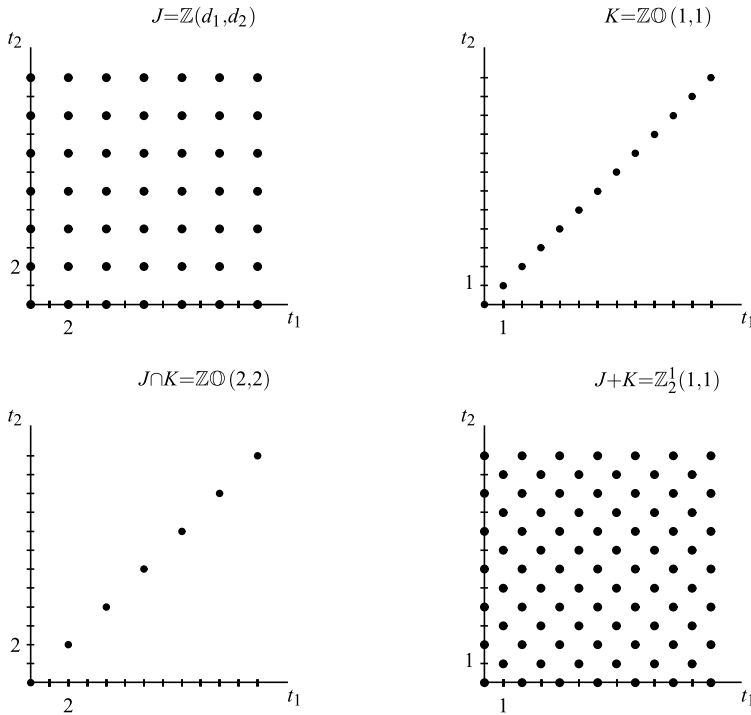 J=ℤ(d₁,d₂)
t₂
2
2
t₁
K=ℤ𝕆(1,1)
t₂
1
1
t₁
J∩K=ℤ𝕆(2,2)
t₂
2
2
t₁
J+K=ℤ₂¹(1,1)
t₂
1
1
t₁